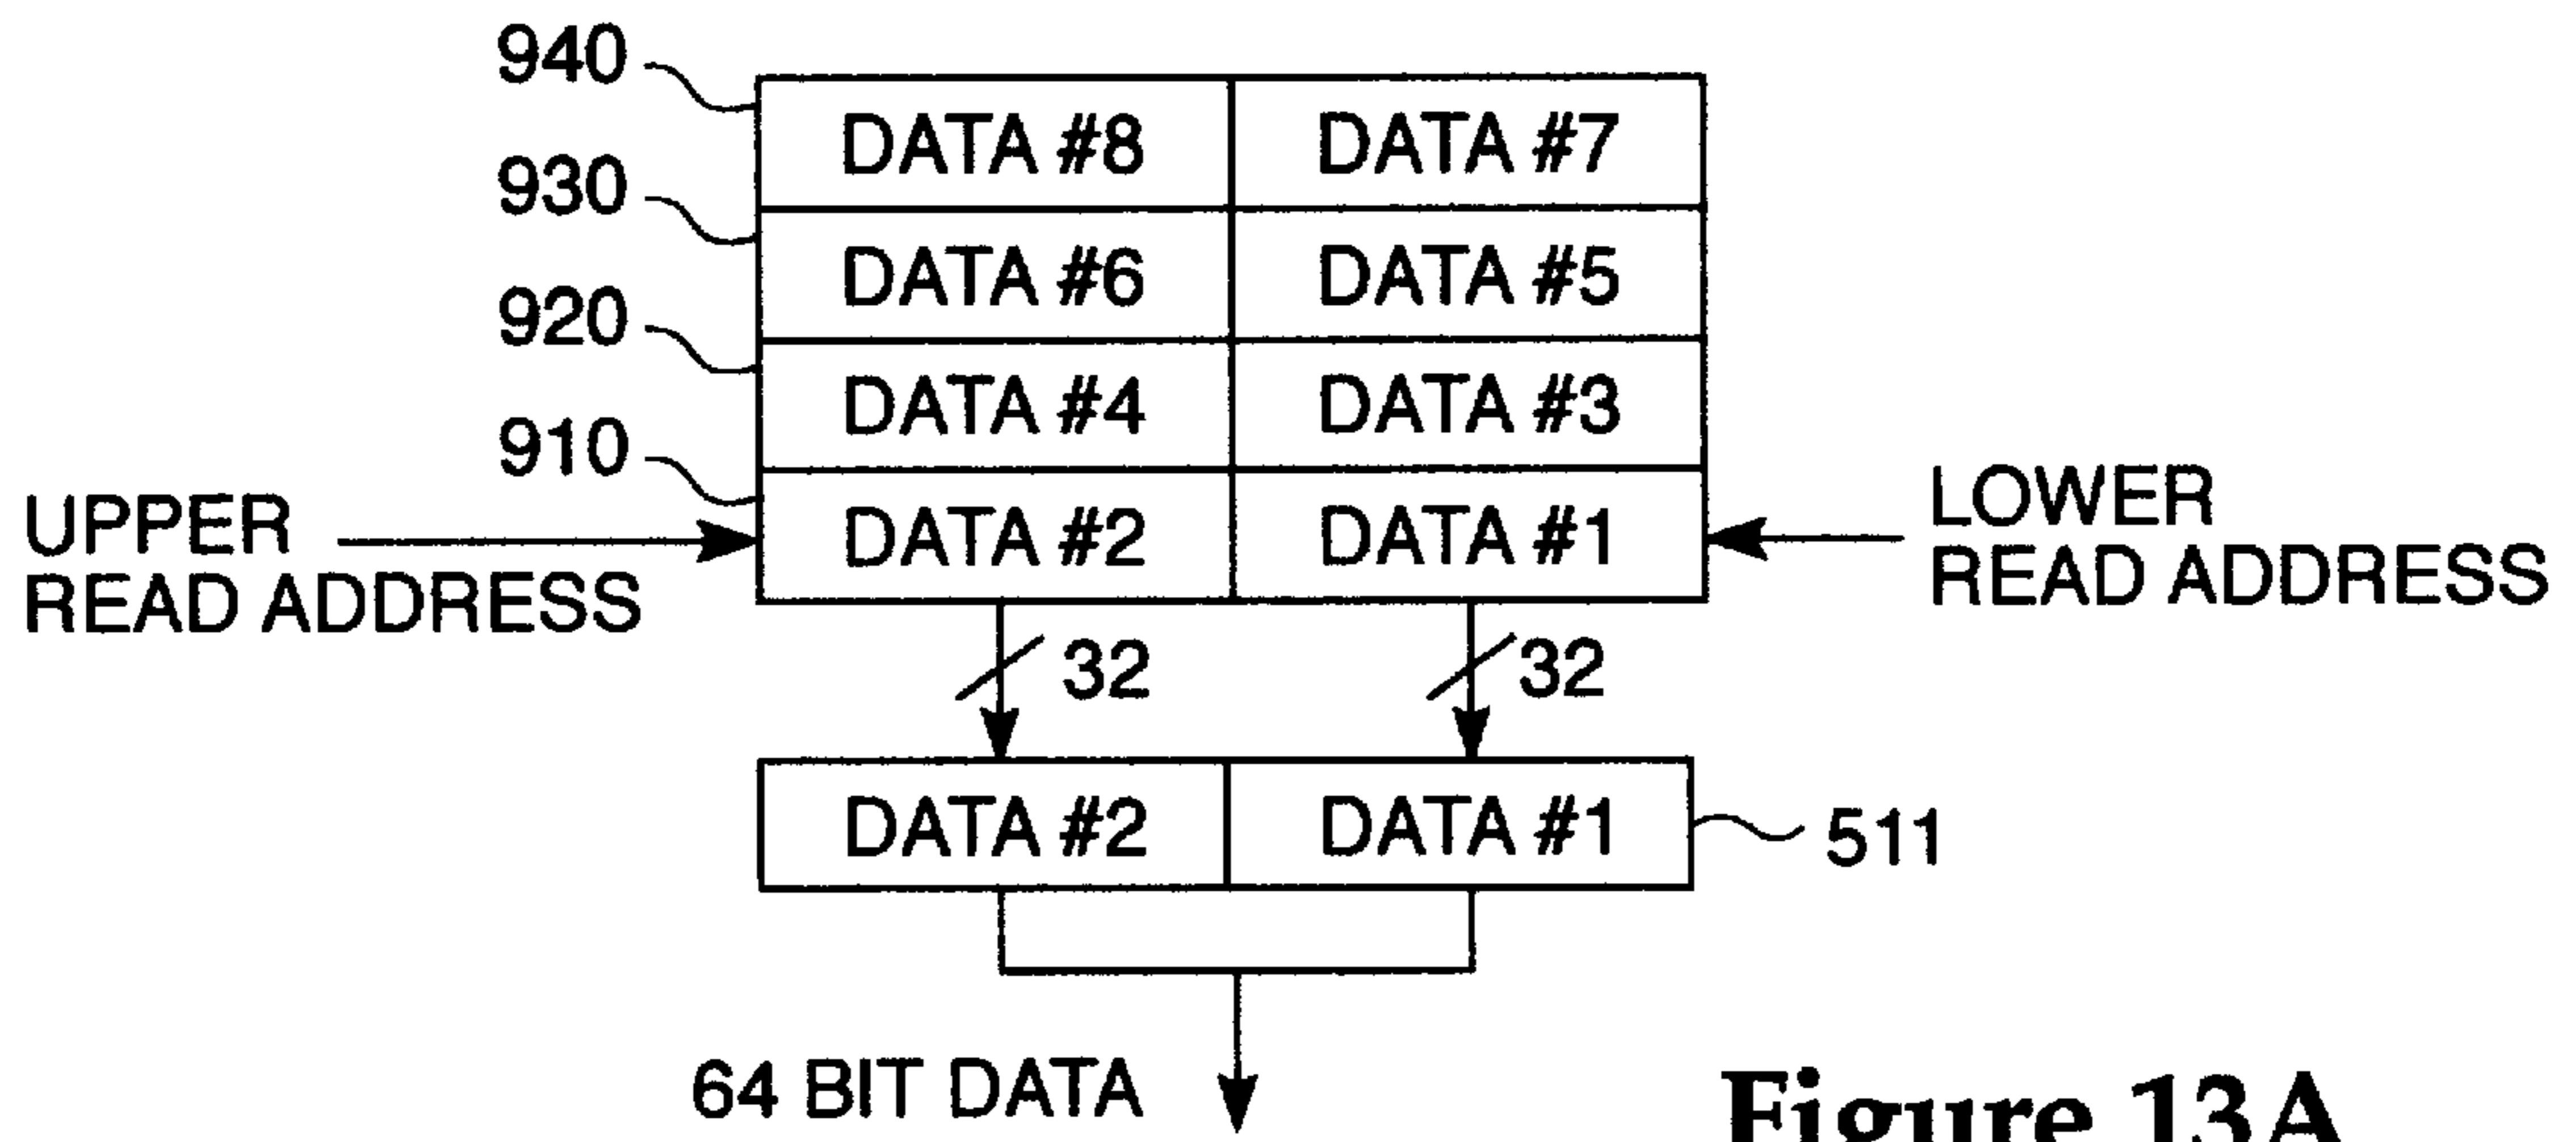 940
DATA #8 DATA #7
930
DATA #6 DATA #5
920
DATA #4 DATA #3
910
DATA #2 DATA #1
UPPER
READ ADDRESS
LOWER
READ ADDRESS
32 32
DATA #2 DATA #1
511
64 BIT DATA
Figure 13A